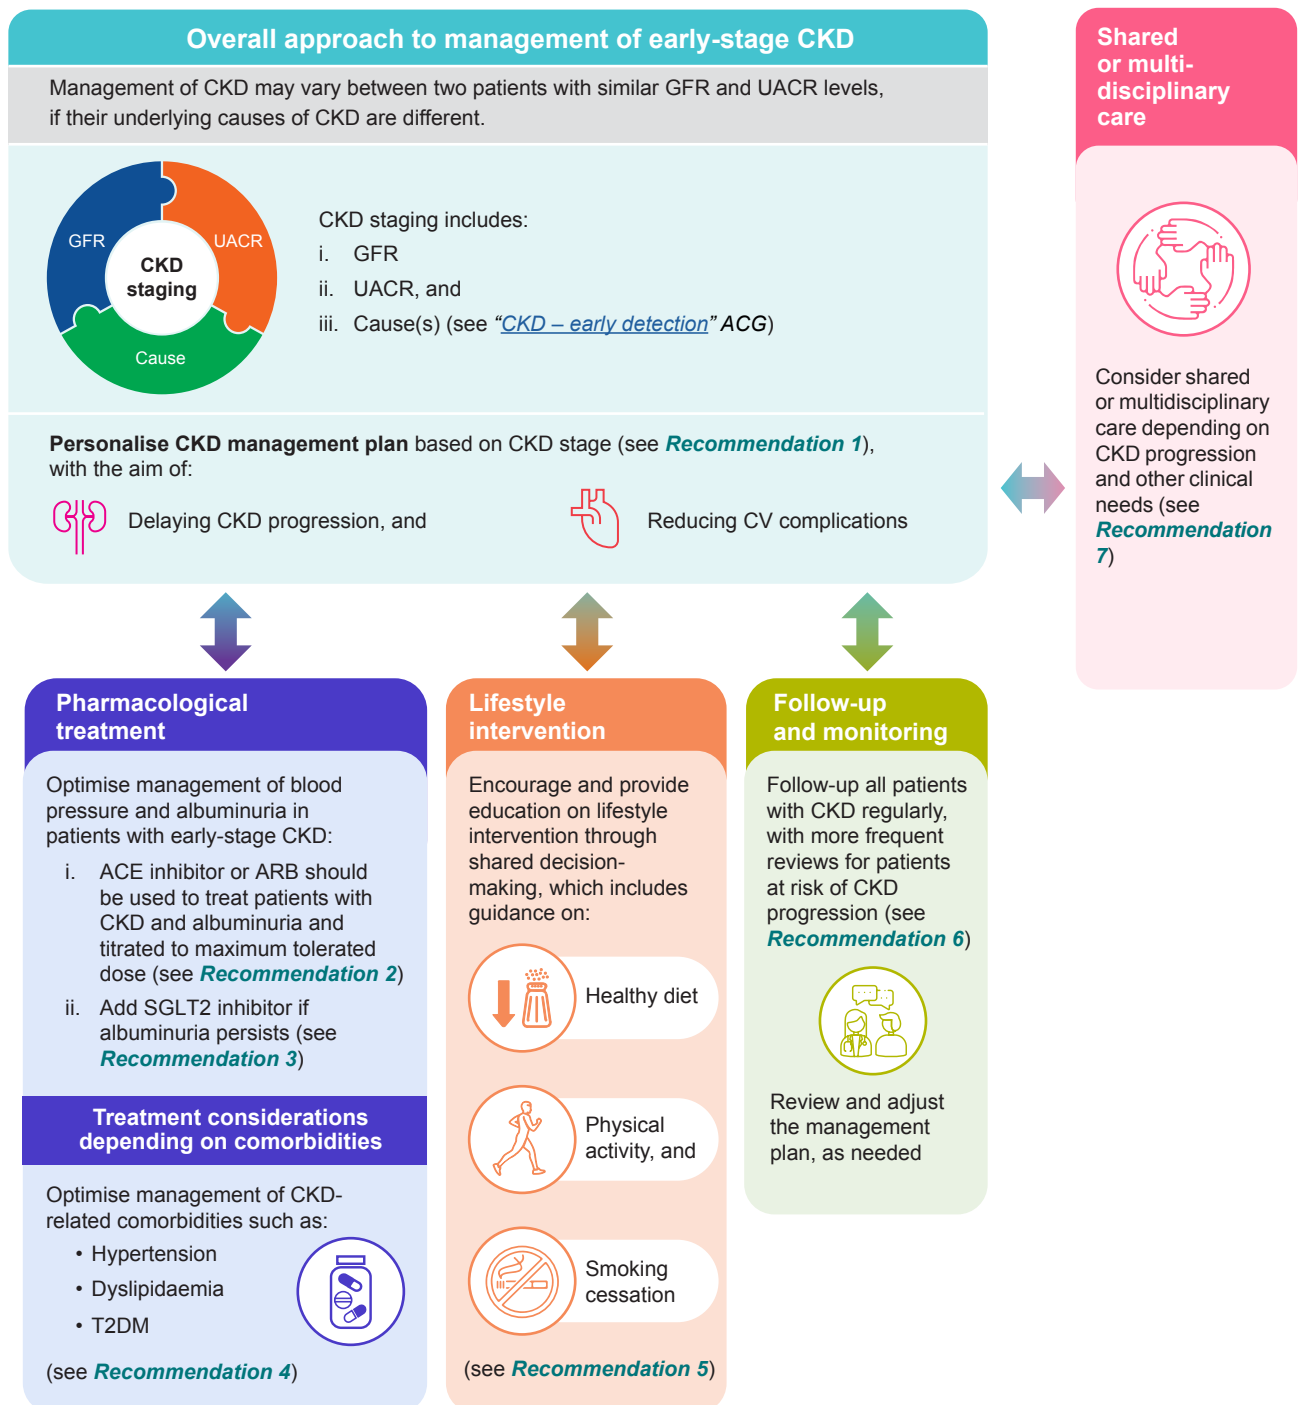 Overall approach to management of early-stage CKD
Management of CKD may vary between two patients with similar GFR and UACR levels,
if their underlying causes of CKD are different.
GFR
UACR
CKD
staging
Cause
CKD staging includes:
i. GFR
ii. UACR, and
iii. Cause(s) (see “CKD – early detection” ACG)
Personalise CKD management plan based on CKD stage (see Recommendation 1),
with the aim of:
Delaying CKD progression, and
Reducing CV complications
Shared
or multi-
disciplinary
care
Consider shared
or multidisciplinary
care depending on
CKD progression
and other clinical
needs (see
Recommendation
7)
Pharmacological
treatment
Optimise management of blood
pressure and albuminuria in
patients with early-stage CKD:
i. ACE inhibitor or ARB should
be used to treat patients with
CKD and albuminuria and
titrated to maximum tolerated
dose (see Recommendation 2)
ii. Add SGLT2 inhibitor if
albuminuria persists (see
Recommendation 3)
Treatment considerations
depending on comorbidities
Optimise management of CKD-
related comorbidities such as:
• Hypertension
• Dyslipidaemia
• T2DM
(see Recommendation 4)
Lifestyle
intervention
Encourage and provide
education on lifestyle
intervention through
shared decision-
making, which includes
guidance on:
Healthy diet
Physical
activity, and
Smoking
cessation
(see Recommendation 5)
Follow-up
and monitoring
Follow-up all patients
with CKD regularly,
with more frequent
reviews for patients
at risk of CKD
progression (see
Recommendation 6)
Review and adjust
the management
plan, as needed